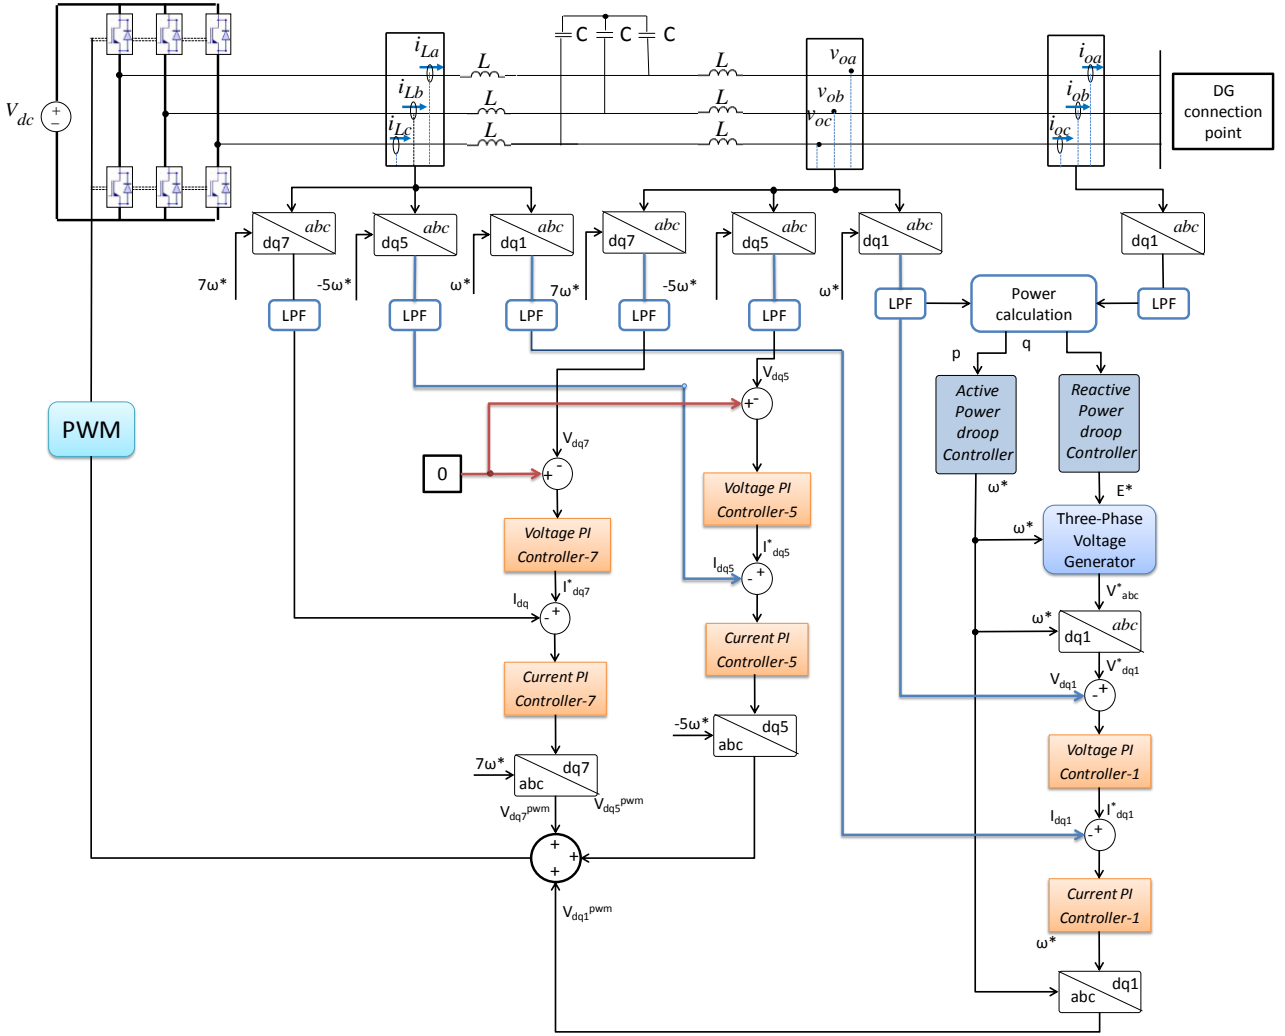 C
C
C
V_dc
+
−
i_La
i_Lb
i_Lc
L
L
L
L
L
L
v_oa
v_ob
v_oc
i_oa
i_ob
i_oc
DG
connection
point
abc
dq7
abc
dq5
abc
dq1
abc
dq7
abc
dq5
abc
dq1
abc
dq1
7ω*
-5ω*
ω*
7ω*
-5ω*
ω*
LPF
LPF
LPF
LPF
LPF
LPF
LPF
Power
calculation
p
q
Active
Power
droop
Controller
Reactive
Power
droop
Controller
PWM
V_dq5
+
-
V_dq7
0
+
-
ω*
E*
Voltage PI
Controller-5
Voltage PI
Controller-7
ω*
Three-Phase
Voltage
Generator
I*_dq5
I_dq5
-
+
I*_dq7
I_dq
-
+
V*_abc
ω*
abc
dq1
Current PI
Controller-5
Current PI
Controller-7
V*_dq1
V_dq1
-
+
-5ω*
dq5
abc
7ω*
dq7
abc
Voltage PI
Controller-1
V_dq7^pwm
V_dq5^pwm
I*_dq1
I_dq1
-
+
+
+
+
Current PI
Controller-1
V_dq1^pwm
ω*
dq1
abc